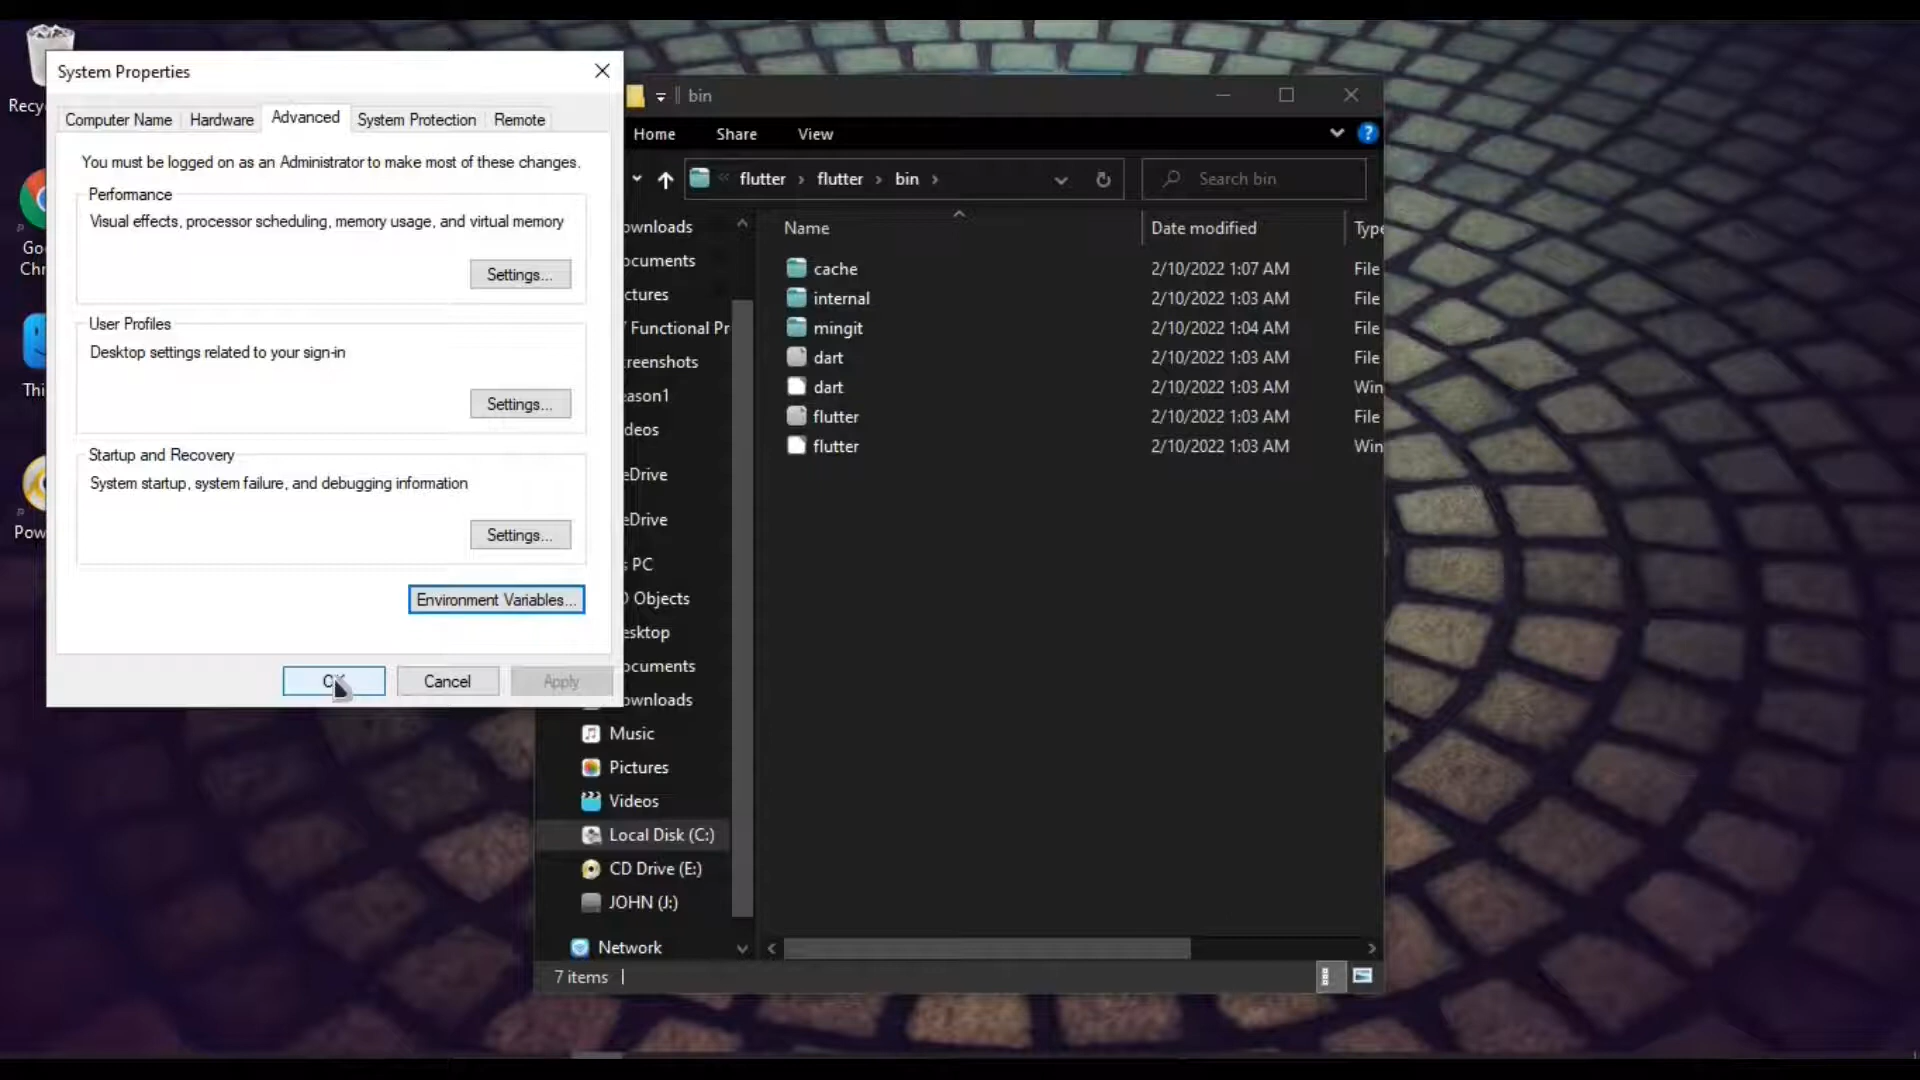 Recy
Goo
Chr
Thi
Pow
System Properties
Computer Name
Hardware
Advanced
System Protection
Remote
You must be logged on as an Administrator to make most of these changes.
Performance
Visual effects, processor scheduling, memory usage, and virtual memory
Settings...
User Profiles
Desktop settings related to your sign-in
Settings...
Startup and Recovery
System startup, system failure, and debugging information
Settings...
Environment Variables...
OK
Cancel
Apply
bin
Home
Share
View
?
« flutter › flutter › bin ›
Search bin
ownloads
ocuments
ctures
Functional Pr
reenshots
eason1
deos
eDrive
eDrive
s PC
D Objects
esktop
ocuments
ownloads
Music
Pictures
Videos
Local Disk (C:)
CD Drive (E:)
JOHN (J:)
Network
Name Date modified Type
cache 2/10/2022 1:07 AM File
internal 2/10/2022 1:03 AM File
mingit 2/10/2022 1:04 AM File
dart 2/10/2022 1:03 AM File
dart 2/10/2022 1:03 AM Win
flutter 2/10/2022 1:03 AM File
flutter 2/10/2022 1:03 AM Win
7 items